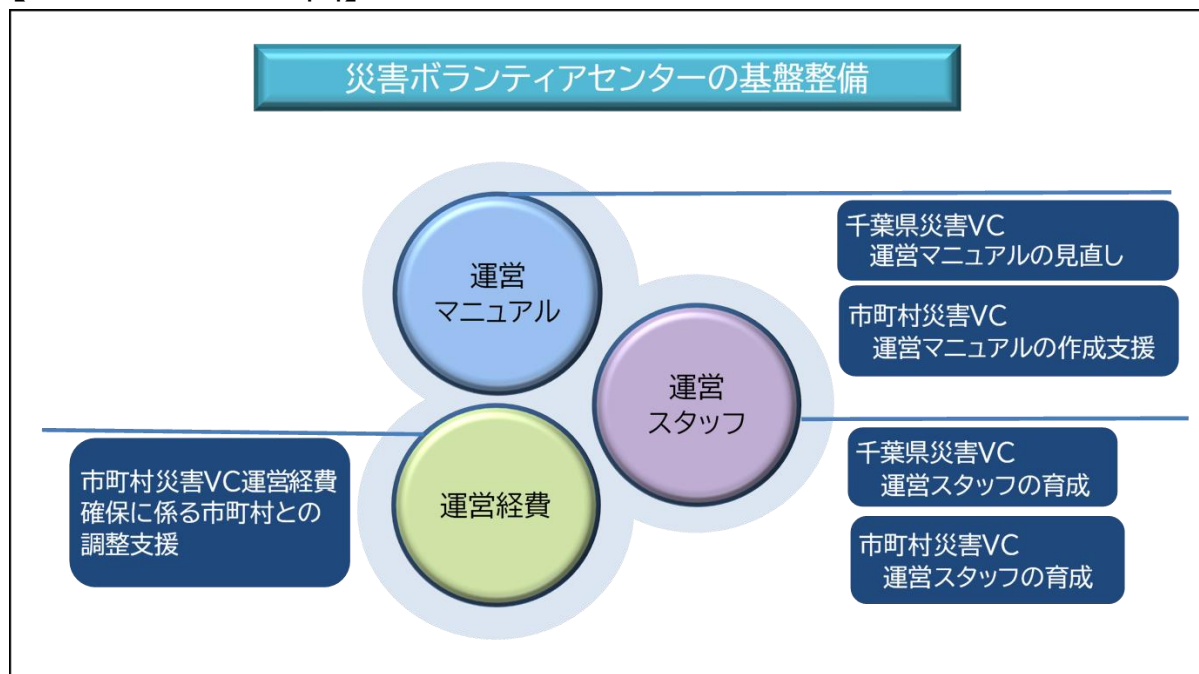 災害ボランティアセンターの基盤整備
運営
マニュアル
千葉県災害VC
運営マニュアルの見直し
市町村災害VC
運営マニュアルの作成支援
運営
スタッフ
千葉県災害VC
運営スタッフの育成
市町村災害VC
運営スタッフの育成
運営経費
市町村災害VC運営経費
確保に係る市町村との
調整支援